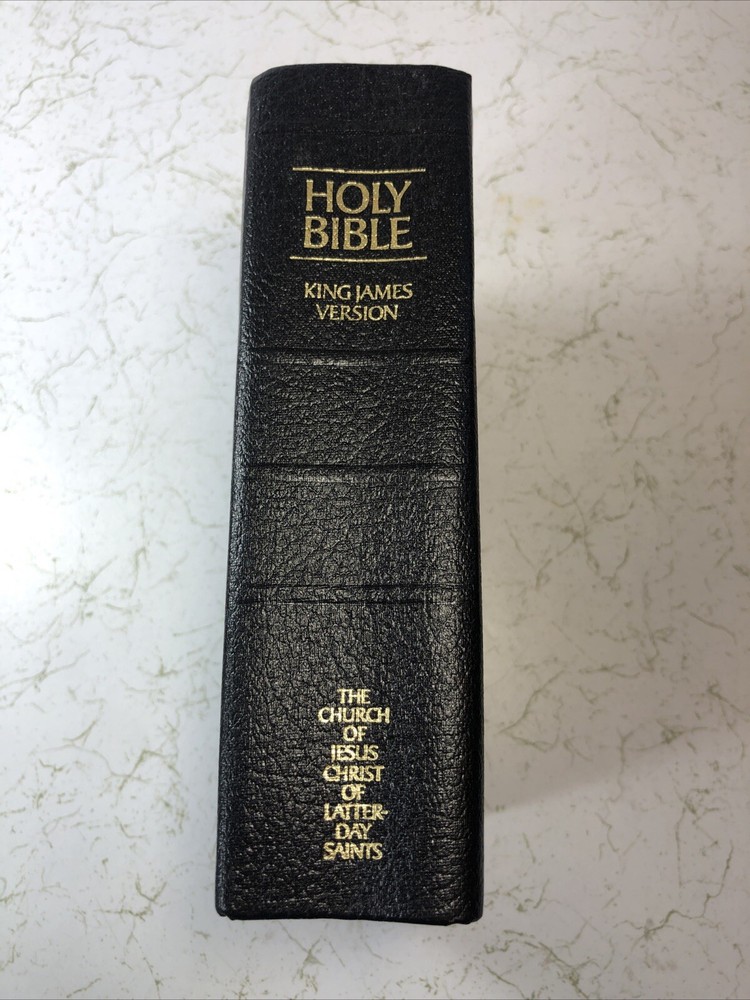 HOLY
BIBLE
KING JAMES
VERSION
THE
CHURCH
OF
JESUS
CHRIST
OF
LATTER-
DAY
SAINTS